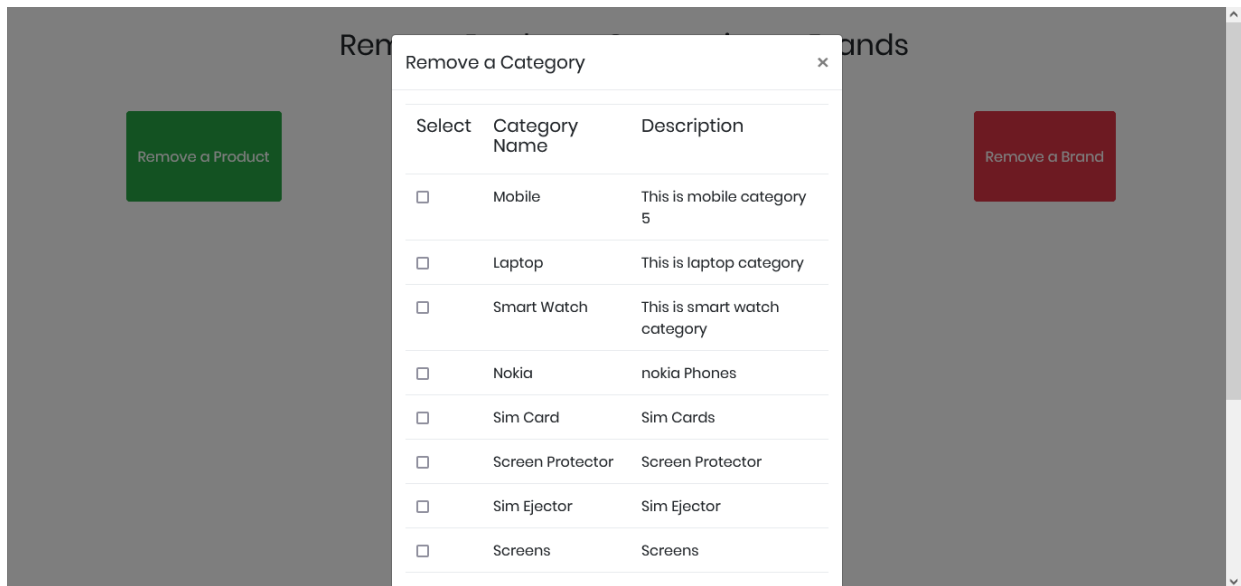 Remove a Category
×
Select Category Name Description
Mobile This is mobile category 5
Laptop This is laptop category
Smart Watch This is smart watch category
Nokia nokia Phones
Sim Card Sim Cards
Screen Protector Screen Protector
Sim Ejector Sim Ejector
Screens Screens
Remove a Product
Remove a Brand